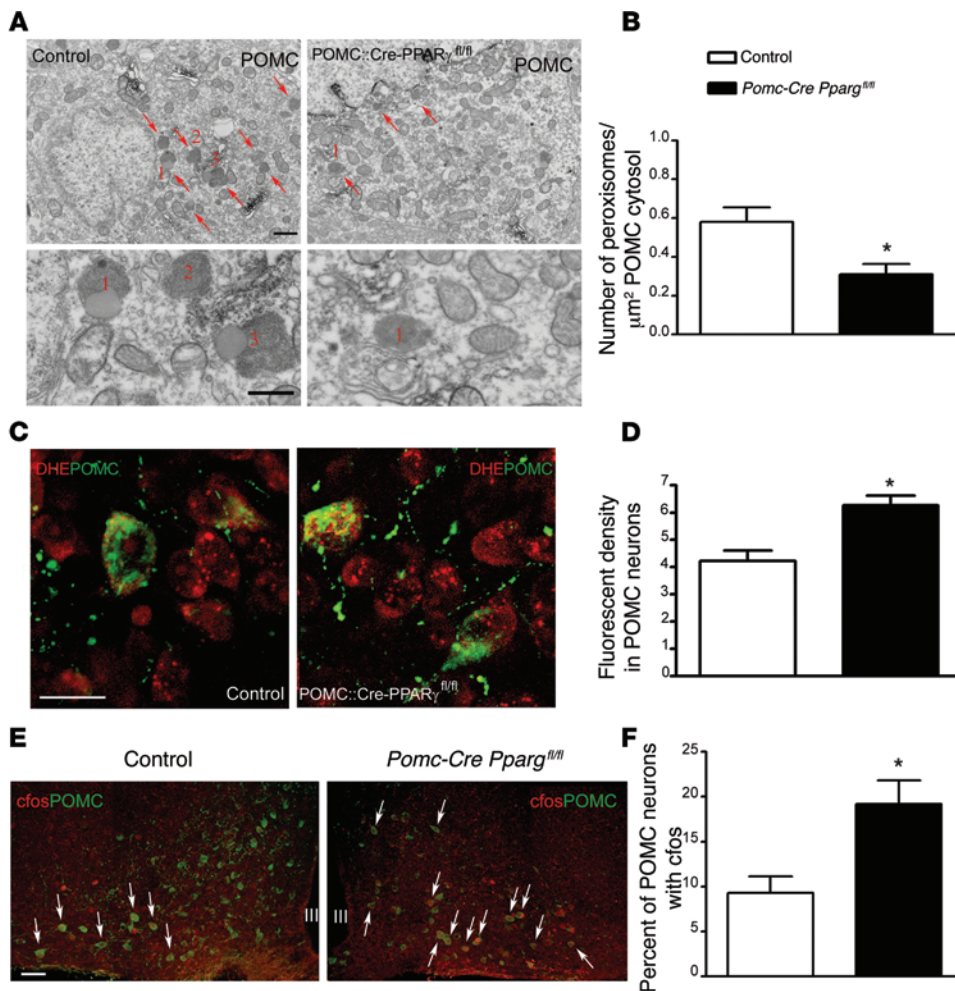 A
Control
POMC
1
2
3
POMC::Cre-PPARγfl/fl
POMC
1
1
2
3
1
B
Control
Pomc-Cre Ppargfl/fl
Number of peroxisomes/
μm2 POMC cytosol
1.0
0.8
0.6
0.4
0.2
0.0
*
C
DHEPOMC
Control
DHEPOMC
POMC::Cre-PPARγfl/fl
D
Fluorescent density
in POMC neurons
7
6
5
4
3
2
1
0
*
E
Control
Pomc-Cre Ppargfl/fl
cfosPOMC
III
cfosPOMC
III
F
Percent of POMC neurons
with cfos
25
20
15
10
5
0
*